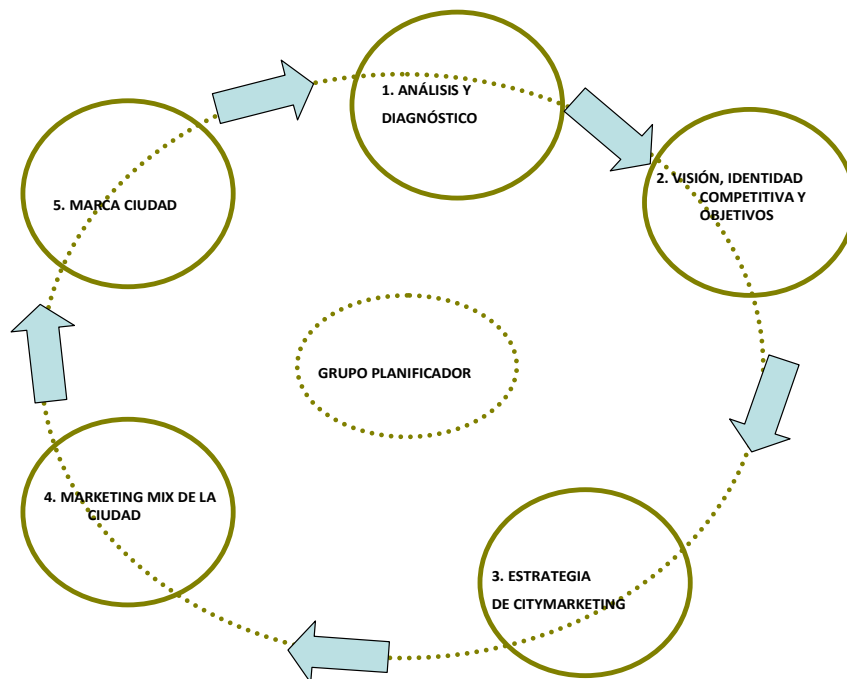 1. ANÁLISIS Y
DIAGNÓSTICO
2. VISIÓN, IDENTIDAD
COMPETITIVA Y
OBJETIVOS
3. ESTRATEGIA
DE CITYMARKETING
4. MARKETING MIX DE LA
CIUDAD
5. MARCA CIUDAD
GRUPO PLANIFICADOR